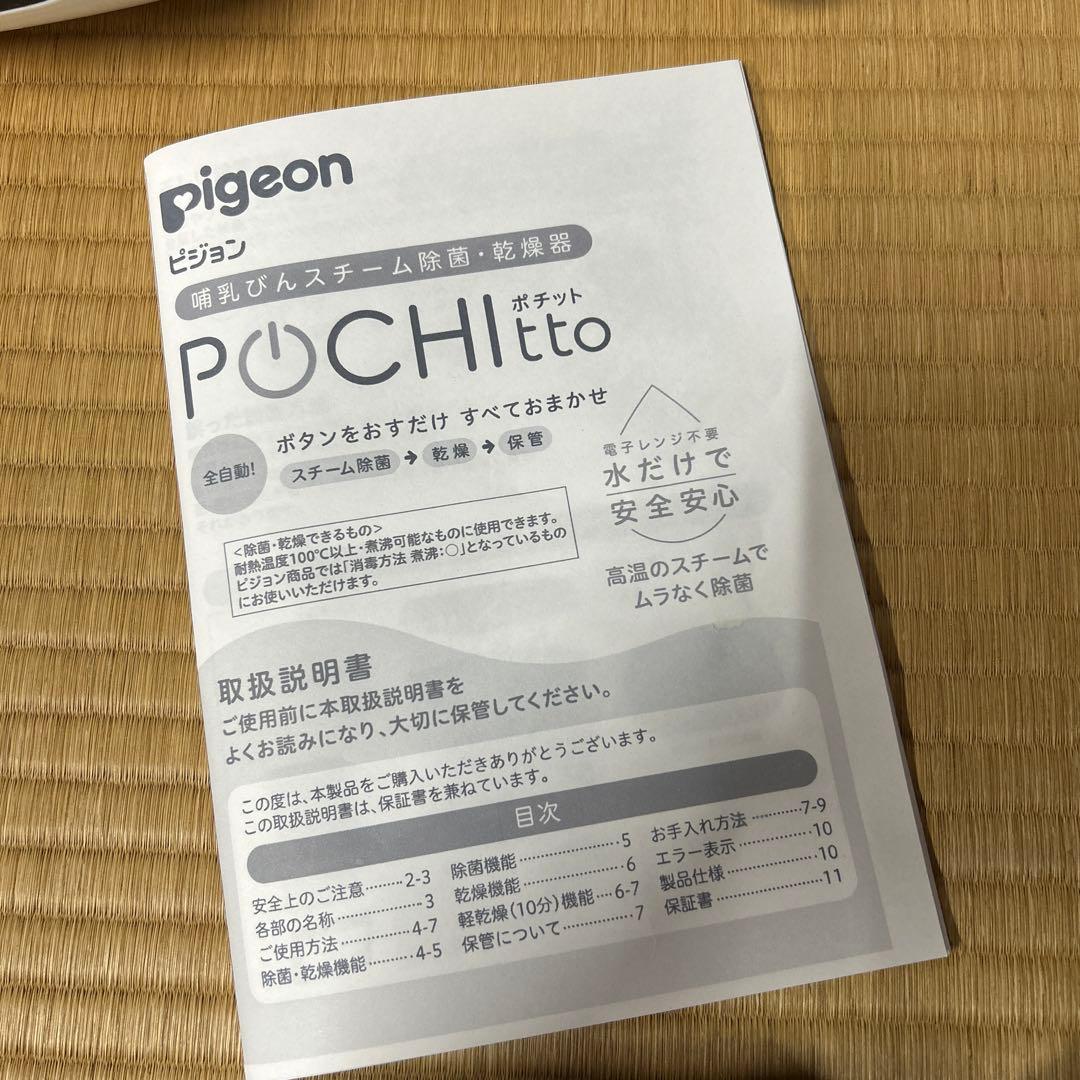 pigeon
ピジョン
哺乳びんスチーム除菌・乾燥器
POCHItto
ポチット
全自動!
ボタンをおすだけ すべておまかせ
スチーム除菌→乾燥→保管
<除菌・乾燥できるもの>
耐熱温度100℃以上・煮沸可能なものに使用できます。
ピジョン商品では「消毒方法 煮沸:○」となっているもの
にお使いいただけます。
電子レンジ不要
水だけで
安全安心
高温のスチームで
ムラなく除菌
取扱説明書
ご使用前に本取扱説明書を
よくお読みになり、大切に保管してください。
この度は、本製品をご購入いただきありがとうございます。
この取扱説明書は、保証書を兼ねています。
目次
安全上のご注意………2-3
各部の名称………………3
ご使用方法……………4-7
除菌・乾燥機能………4-5
除菌機能…………………5
乾燥機能…………………6
軽乾燥(10分)機能…6-7
保管について……………7
お手入れ方法…………7-9
エラー表示……………10
製品仕様………………10
保証書…………………11